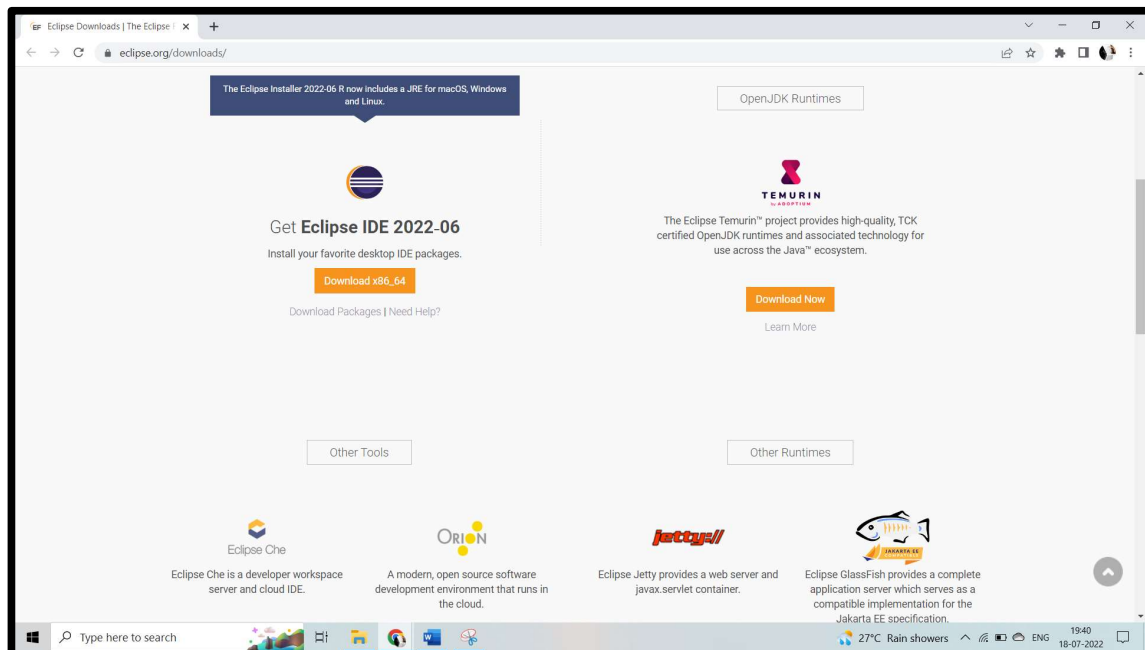 EF Eclipse Downloads | The Eclipse F
eclipse.org/downloads/
The Eclipse Installer 2022-06 R now includes a JRE for macOS, Windows
and Linux.
Get Eclipse IDE 2022-06
Install your favorite desktop IDE packages.
Download x86_64
Download Packages | Need Help?
OpenJDK Runtimes
TEMURIN
by ADOPTIUM
The Eclipse Temurin™ project provides high-quality, TCK
certified OpenJDK runtimes and associated technology for
use across the Java™ ecosystem.
Download Now
Learn More
Other Tools
Eclipse Che
Eclipse Che is a developer workspace
server and cloud IDE.
ORION
A modern, open source software
development environment that runs in
the cloud.
Other Runtimes
jetty://
Eclipse Jetty provides a web server and
javax.servlet container.
JAKARTA EE
Eclipse GlassFish provides a complete
application server which serves as a
compatible implementation for the
Jakarta EE specification.
Type here to search
27°C Rain showers
ENG
19:40
18-07-2022